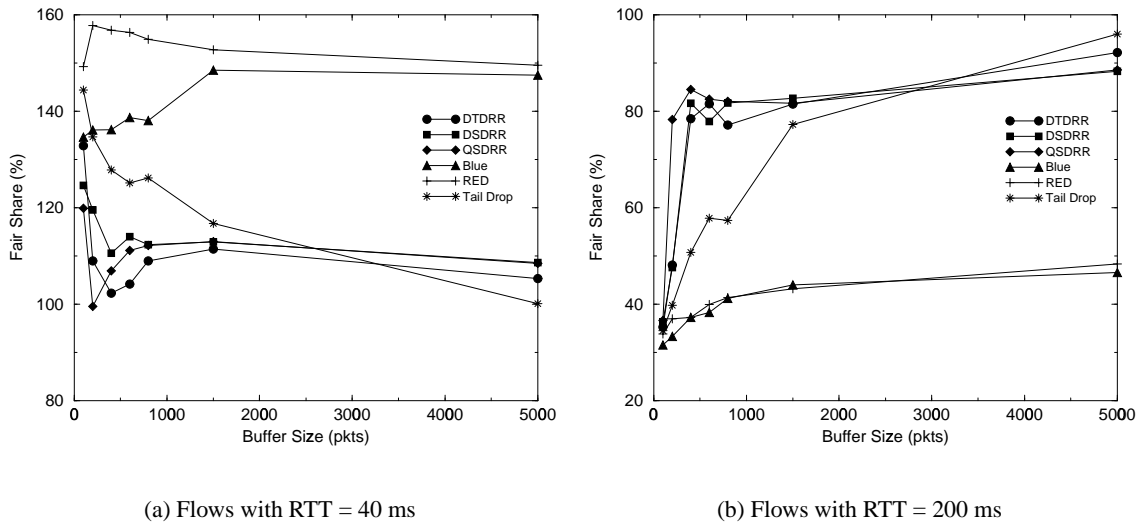 160
140
120
100
80
Fair Share (%)
0
1000
2000
3000
4000
5000
Buffer Size (pkts)
DTDRR
DSDRR
QSDRR
Blue
RED
Tail Drop
(a) Flows with RTT = 40 ms
100
80
60
40
20
Fair Share (%)
0
1000
2000
3000
4000
5000
Buffer Size (pkts)
DTDRR
DSDRR
QSDRR
Blue
RED
Tail Drop
(b) Flows with RTT = 200 ms